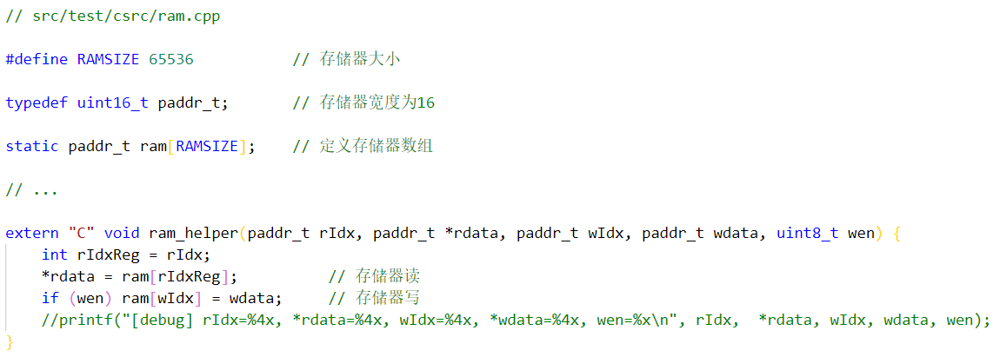 // src/test/csrc/ram.cpp
#define RAMSIZE 65536 // 存储器大小
typedef uint16_t paddr_t; // 存储器宽度为16
static paddr_t ram[RAMSIZE]; // 定义存储器数组
// ...
extern "C" void ram_helper(paddr_t rIdx, paddr_t *rdata, paddr_t wIdx, paddr_t wdata, uint8_t wen) {
int rIdxReg = rIdx;
*rdata = ram[rIdxReg]; // 存储器读
if (wen) ram[wIdx] = wdata; // 存储器写
//printf("[debug] rIdx=%4x, *rdata=%4x, wIdx=%4x, *wdata=%4x, wen=%x\n", rIdx,  *rdata, wIdx, wdata, wen);
}